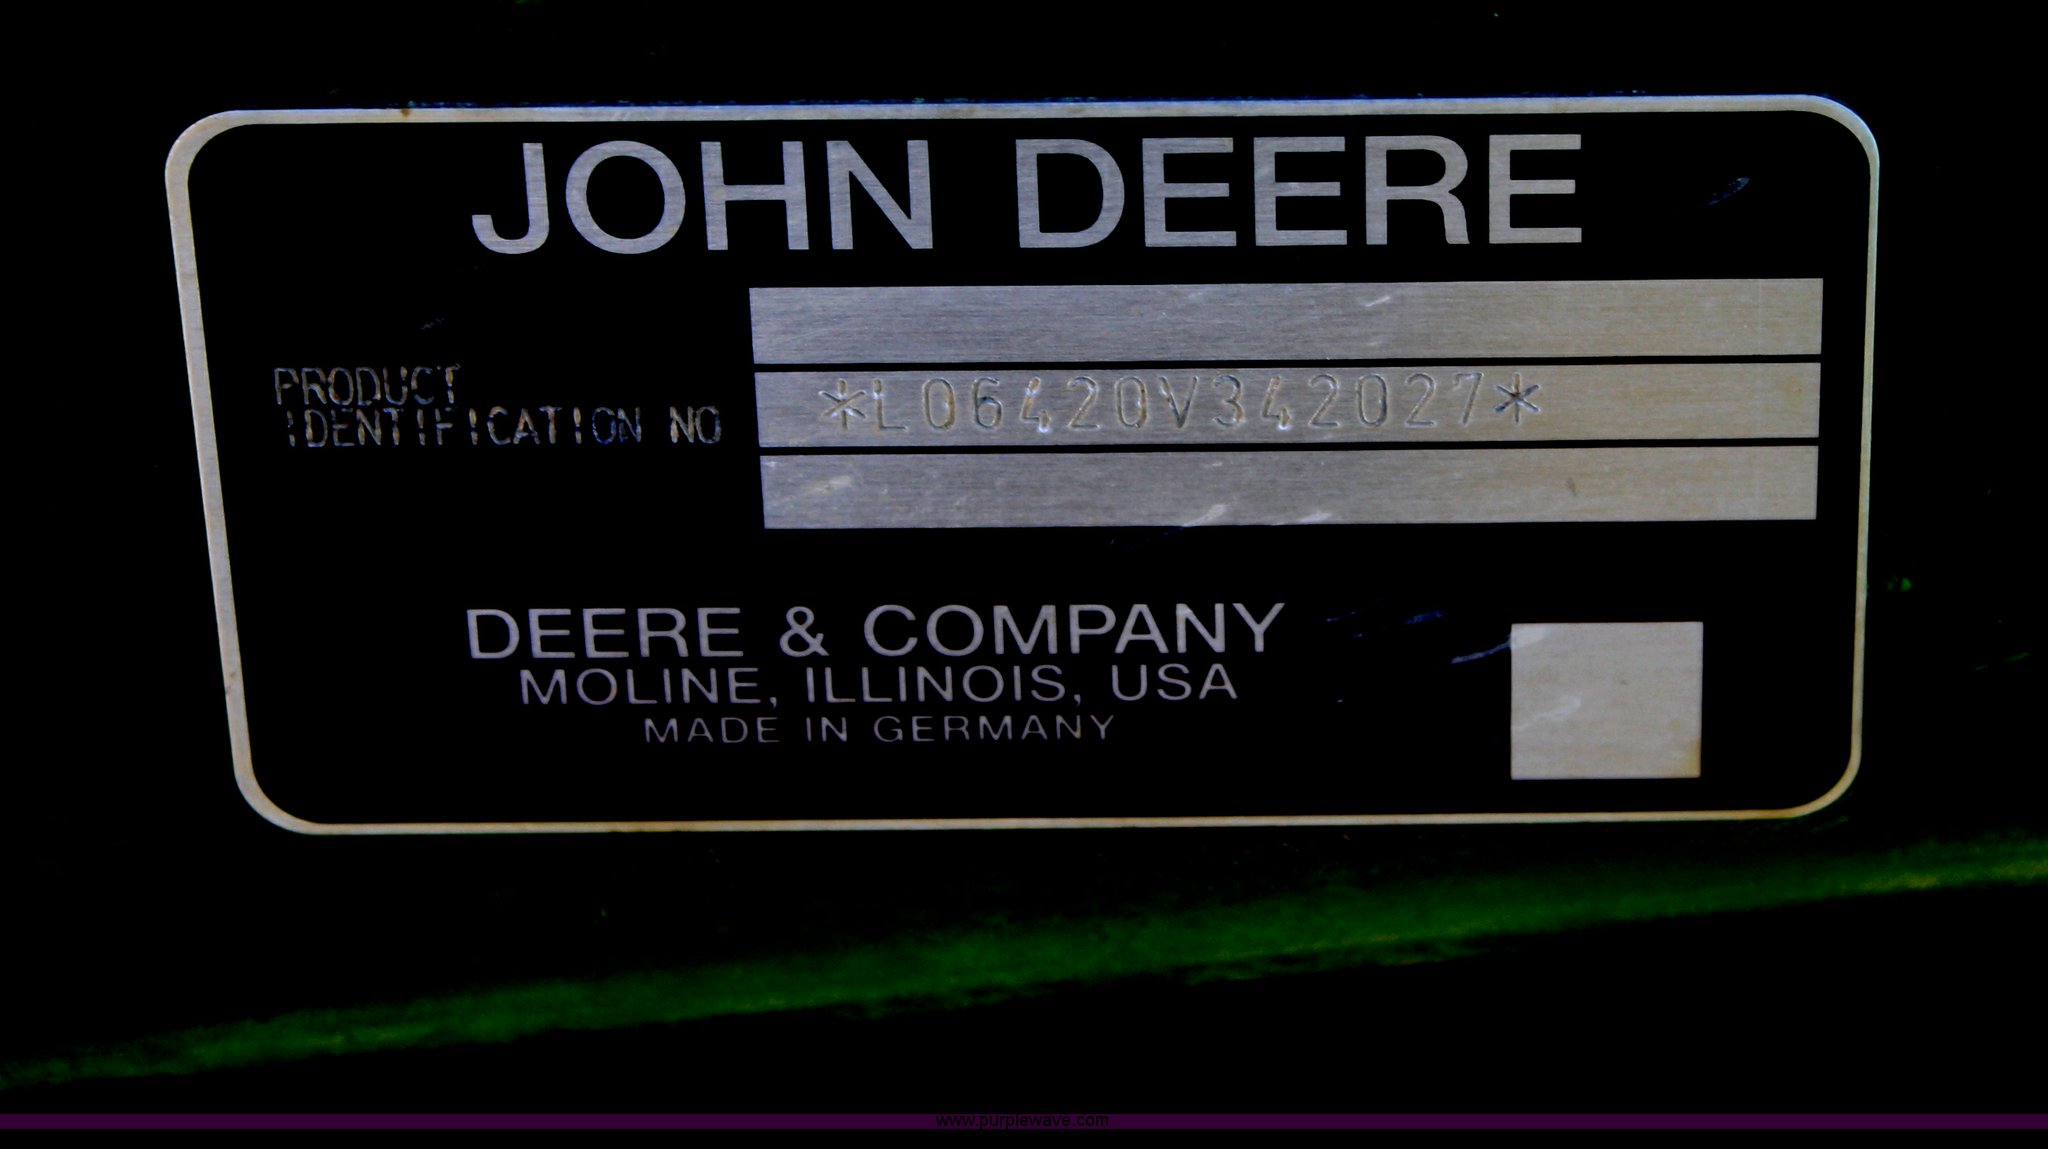 JOHN DEERE
PRODUCT
IDENTIFICATION NO
*L06420V342027*
DEERE & COMPANY
MOLINE, ILLINOIS, USA
MADE IN GERMANY
www.purplewave.com